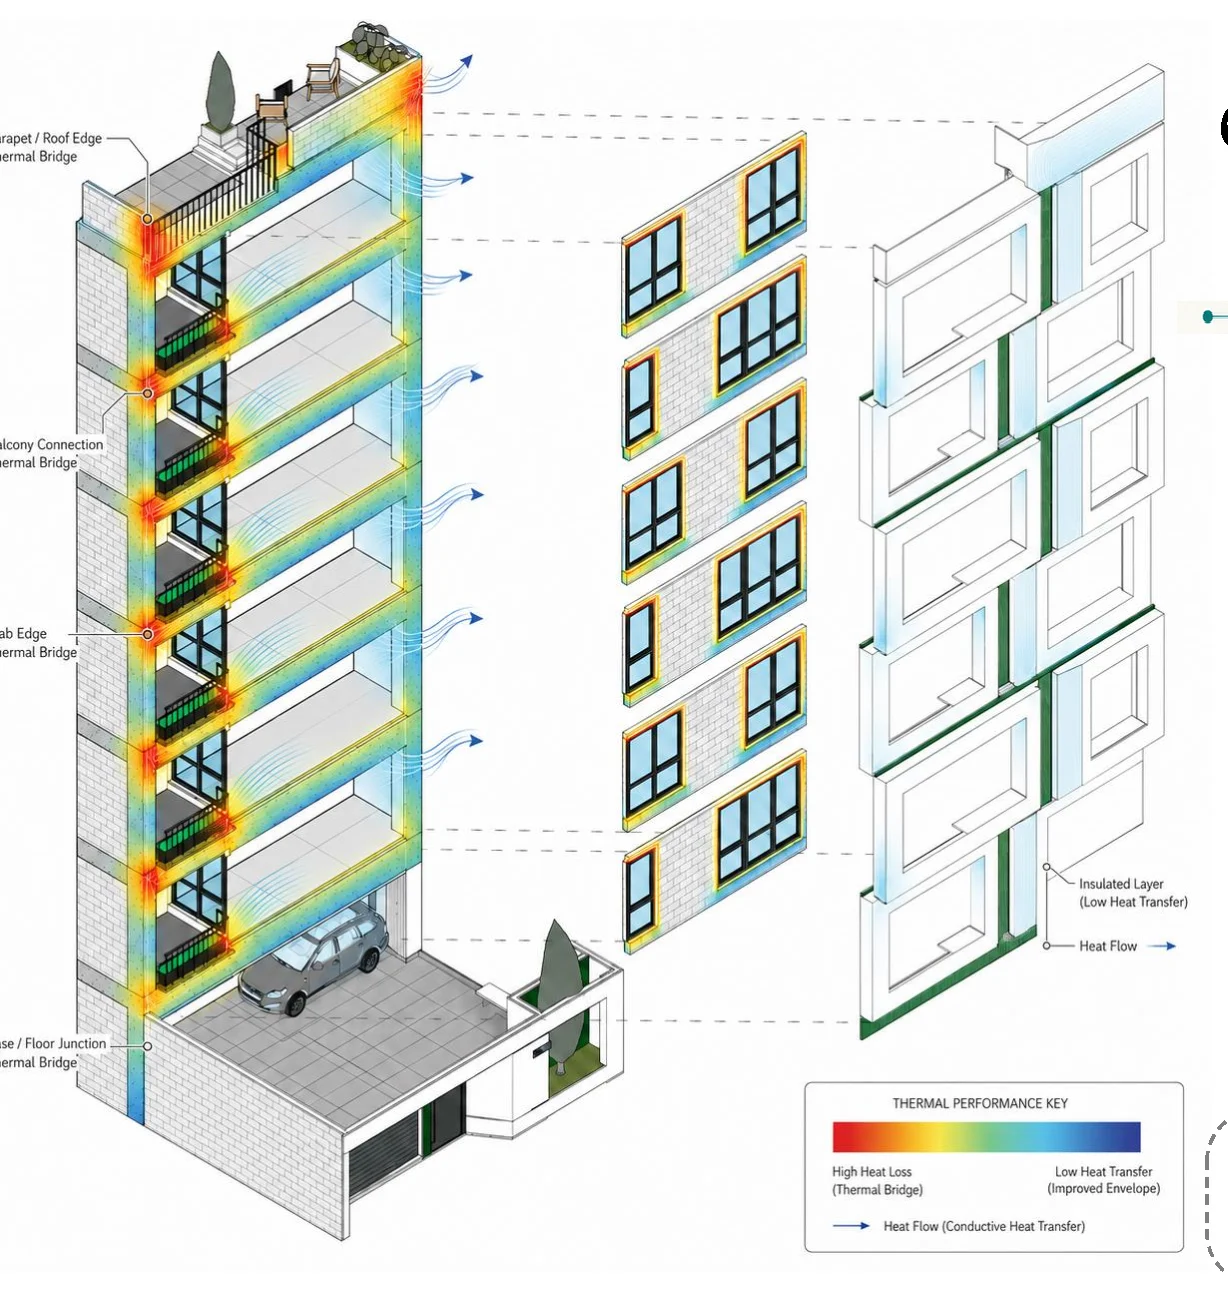 arapet / Roof Edge
hermal Bridge
alcony Connection
hermal Bridge
ab Edge
hermal Bridge
ase / Floor Junction
hermal Bridge
Insulated Layer
(Low Heat Transfer)
Heat Flow
THERMAL PERFORMANCE KEY
High Heat Loss
(Thermal Bridge)
Low Heat Transfer
(Improved Envelope)
Heat Flow (Conductive Heat Transfer)